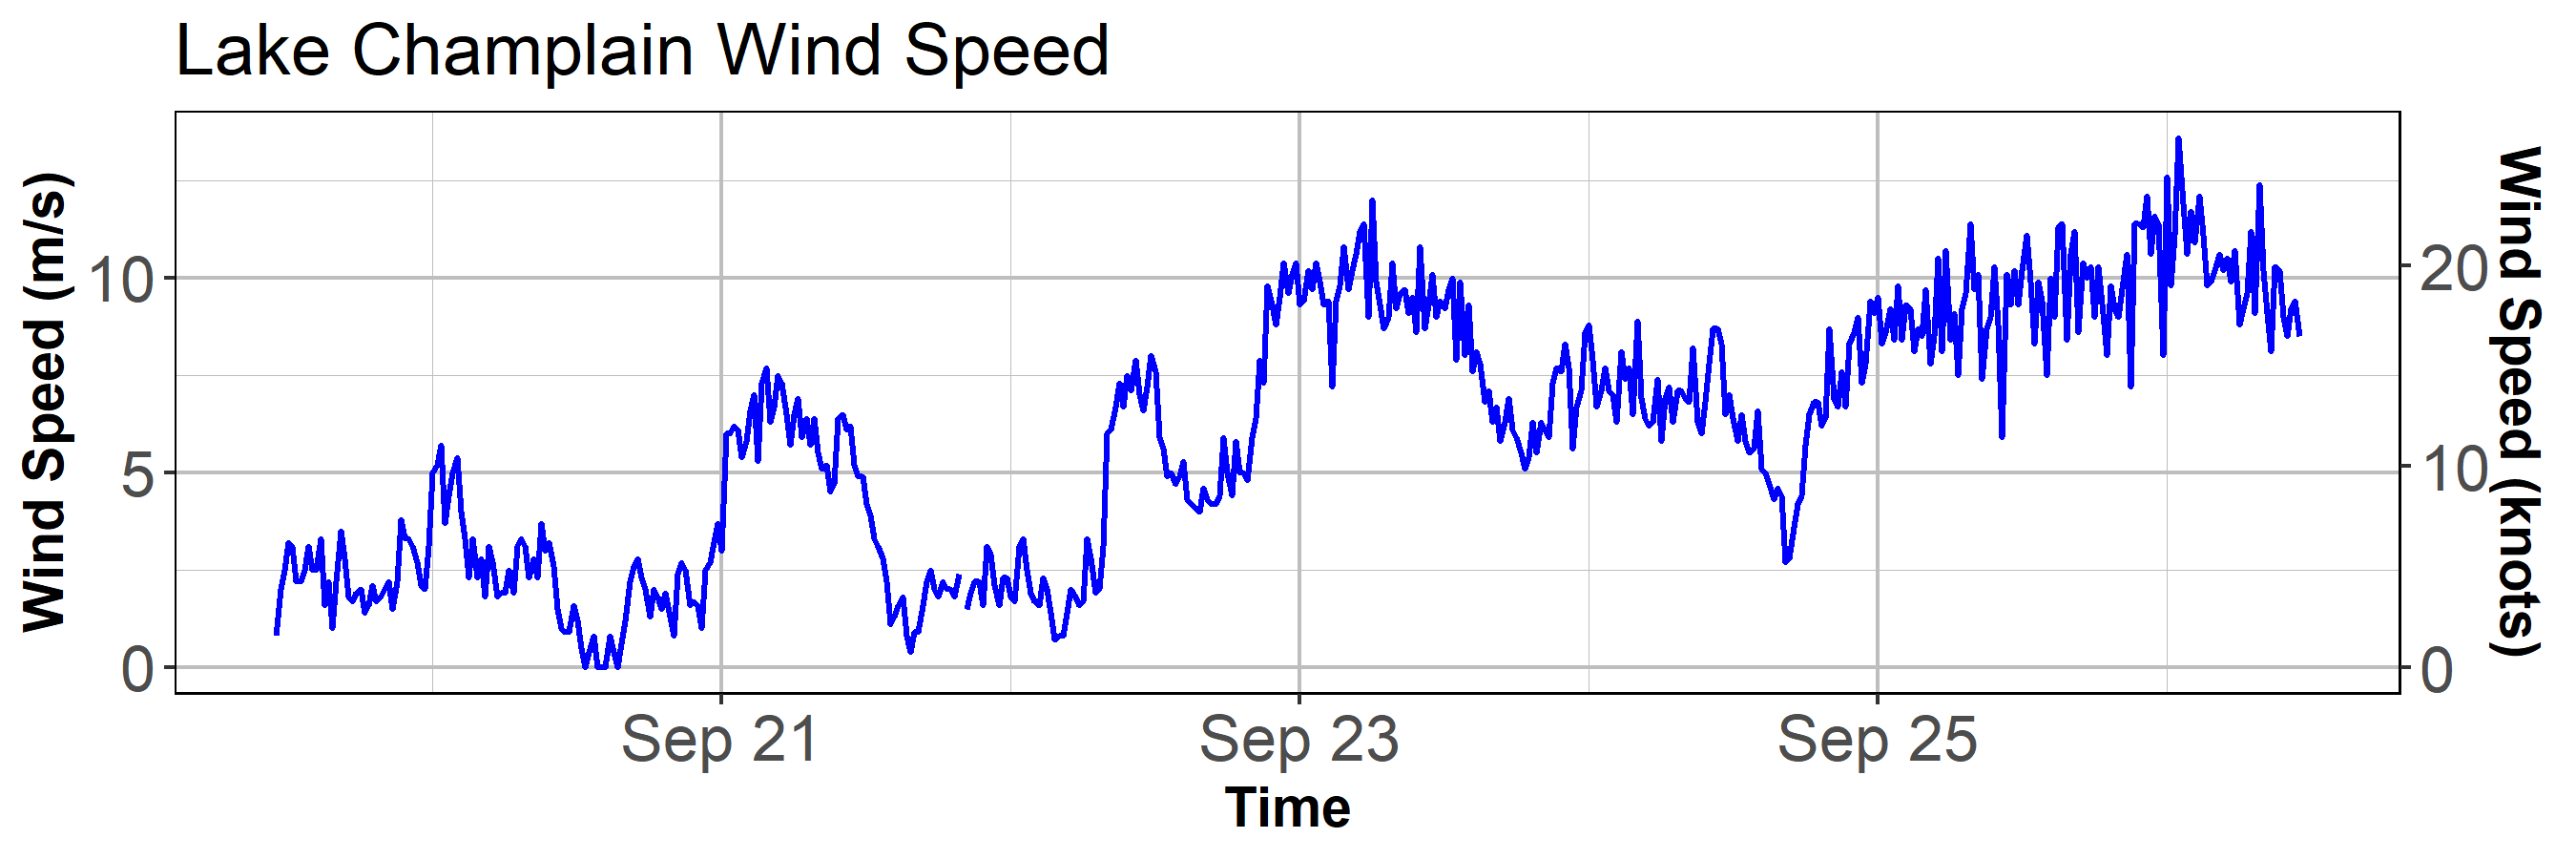 Lake Champlain Wind Speed
Wind Speed (m/s)
10
5
0
20
10
0
Wind Speed (knots)
Sep 21
Sep 23
Sep 25
Time